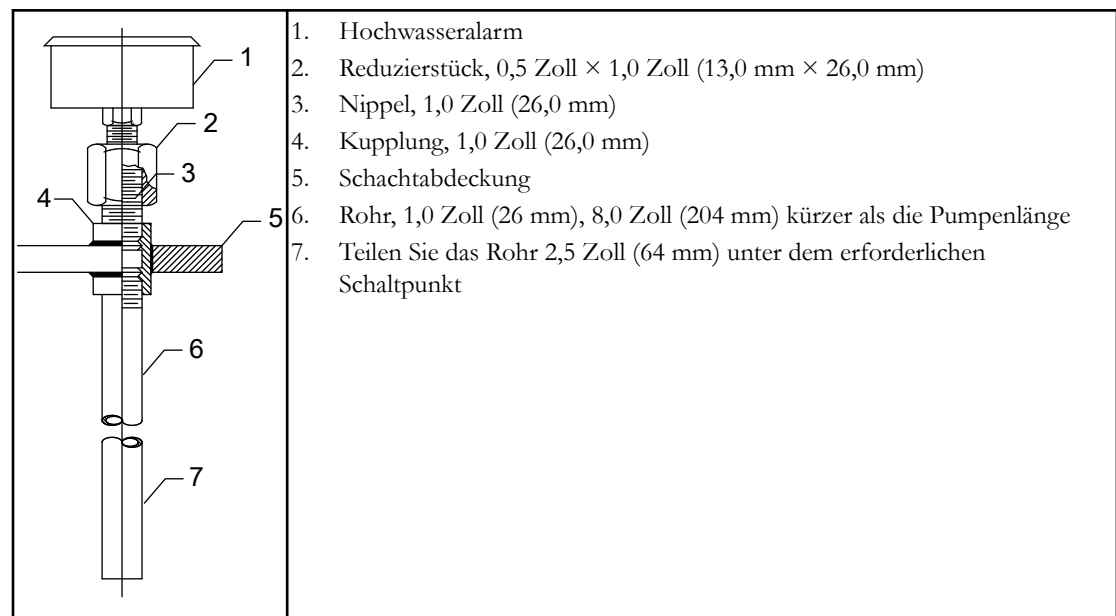 1
2
3
4
5
6
7
1. Hochwasseralarm
2. Reduzierstück, 0,5 Zoll × 1,0 Zoll (13,0 mm × 26,0 mm)
3. Nippel, 1,0 Zoll (26,0 mm)
4. Kupplung, 1,0 Zoll (26,0 mm)
5. Schachtabdeckung
6. Rohr, 1,0 Zoll (26 mm), 8,0 Zoll (204 mm) kürzer als die Pumpenlänge
7. Teilen Sie das Rohr 2,5 Zoll (64 mm) unter dem erforderlichen
Schaltpunkt